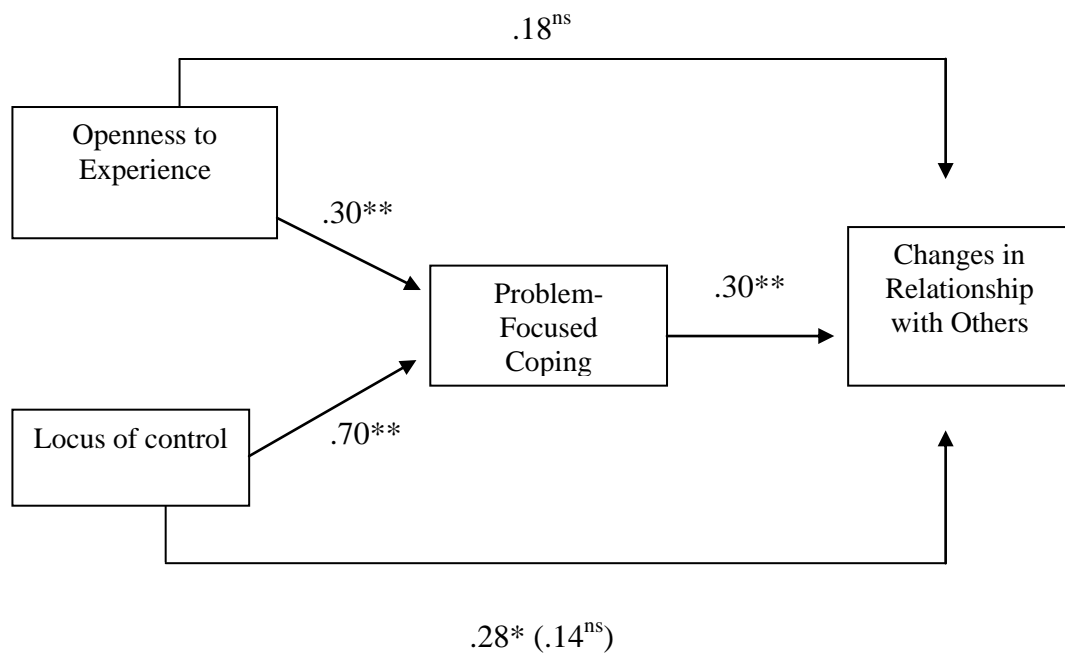 .18ns
Openness to
Experience
.30**
Problem-
Focused
Coping
.30**
Changes in
Relationship
with Others
Locus of control
.70**
.28* (.14ns)